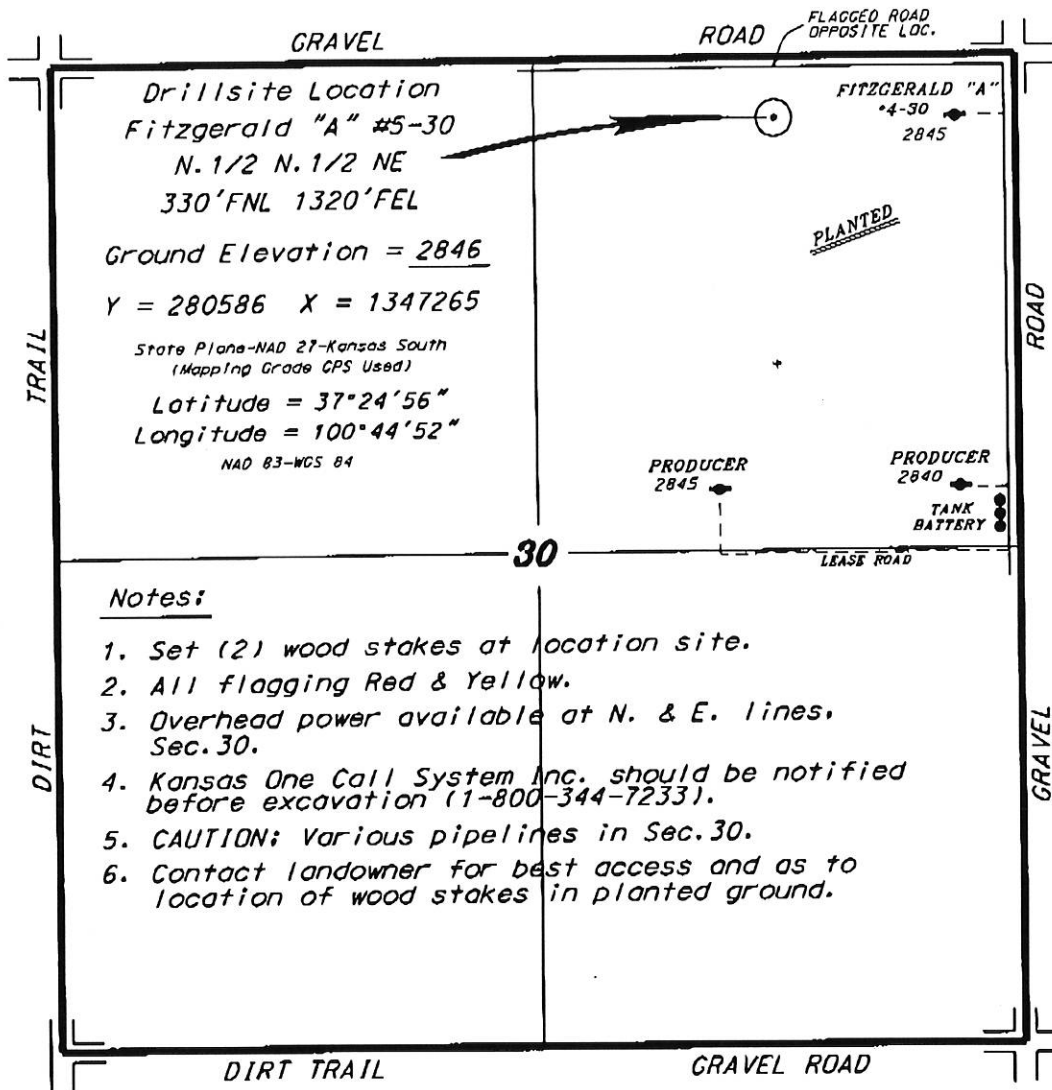 GRAVEL
ROAD
FLAGGED ROAD
OPPOSITE LOC.
Drillsite Location
Fitzgerald "A" #5-30
N. 1/2 N. 1/2 NE
330'FNL 1320'FEL
Ground Elevation = 2846
Y = 280586 X = 1347265
State Plane-NAD 27-Kansas South
(Mapping Grade GPS Used)
Latitude = 37°24'56"
Longitude = 100°44'52"
NAD 83-WGS 84
FITZGERALD "A"
#4-30
2845
PLANTED
TRAIL
ROAD
PRODUCER
2845
PRODUCER
2840
TANK
BATTERY
LEASE ROAD
30
Notes:
1. Set (2) wood stakes at location site.
2. All flagging Red & Yellow.
3. Overhead power available at N. & E. lines,
Sec. 30.
4. Kansas One Call System Inc. should be notified
before excavation (1-800-344-7233).
5. CAUTION: Various pipelines in Sec. 30.
6. Contact landowner for best access and as to
location of wood stakes in planted ground.
DIRT
GRAVEL
DIRT TRAIL
GRAVEL ROAD